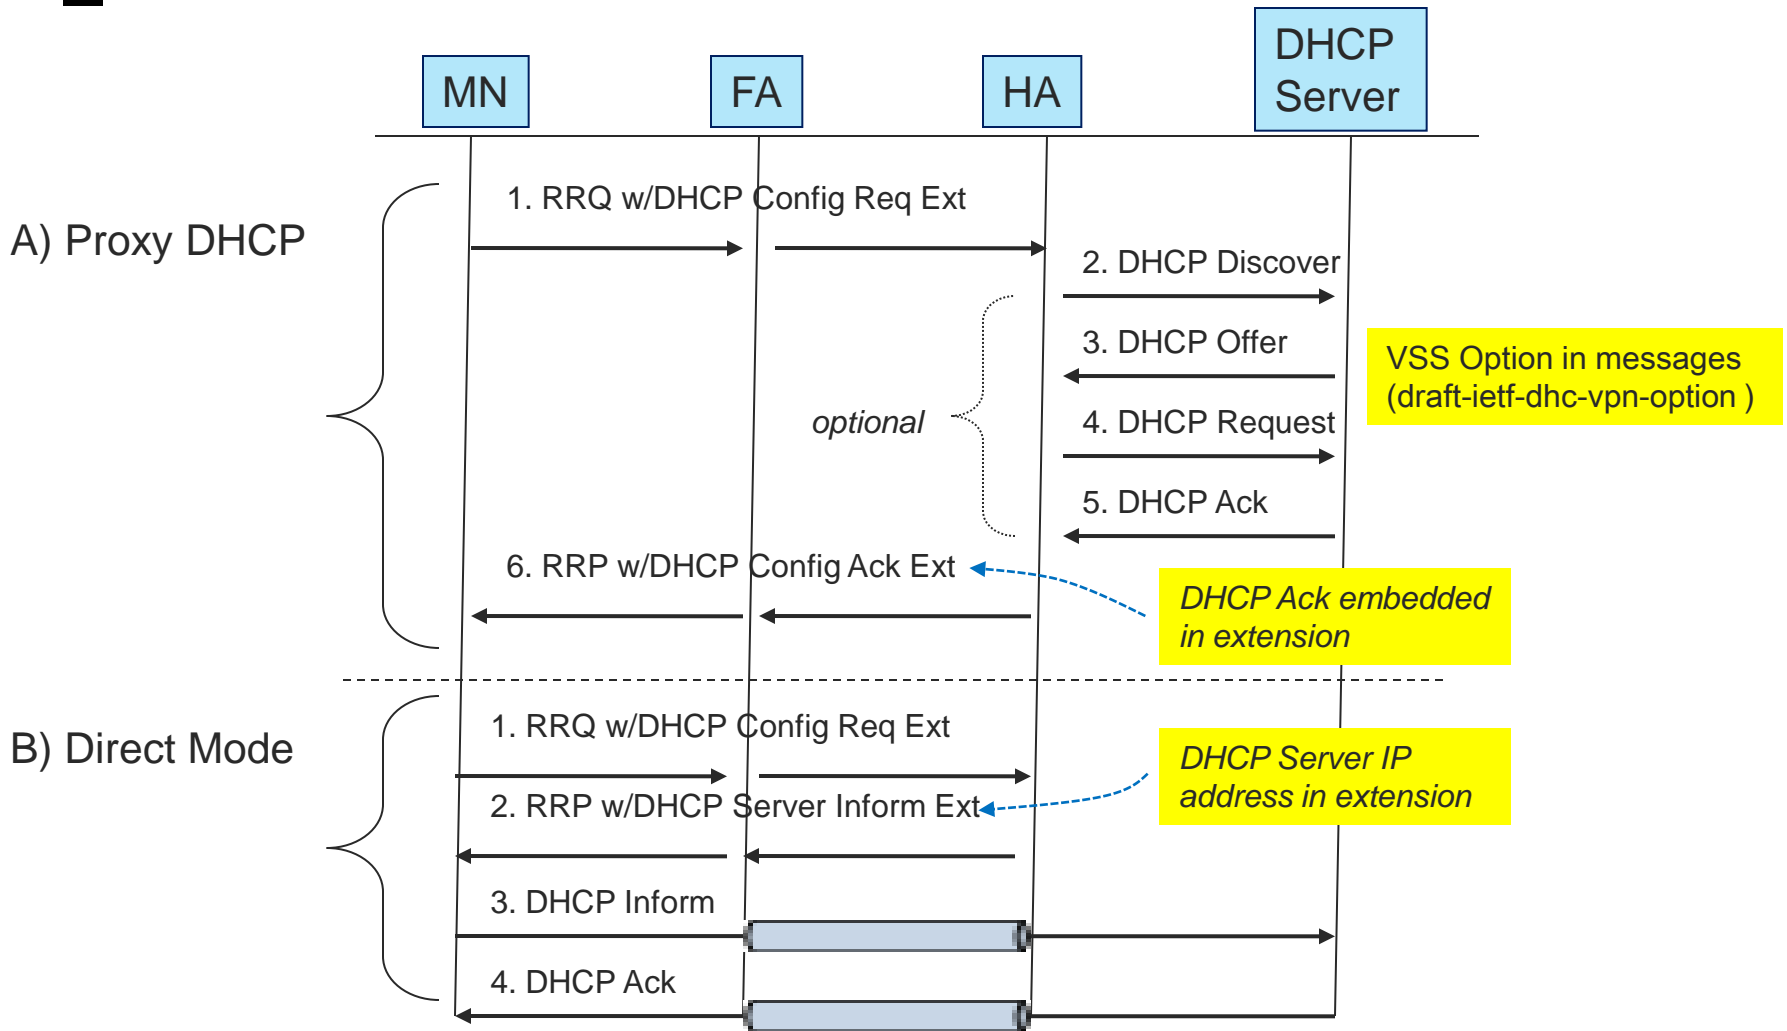 MN
FA
HA
DHCP
Server
A) Proxy DHCP
1. RRQ w/DHCP Config Req Ext
2. DHCP Discover
3. DHCP Offer
VSS Option in messages
(draft-ietf-dhc-vpn-option )
optional
4. DHCP Request
5. DHCP Ack
6. RRP w/DHCP Config Ack Ext
DHCP Ack embedded
in extension
B) Direct Mode
1. RRQ w/DHCP Config Req Ext
DHCP Server IP
address in extension
2. RRP w/DHCP Server Inform Ext
3. DHCP Inform
4. DHCP Ack